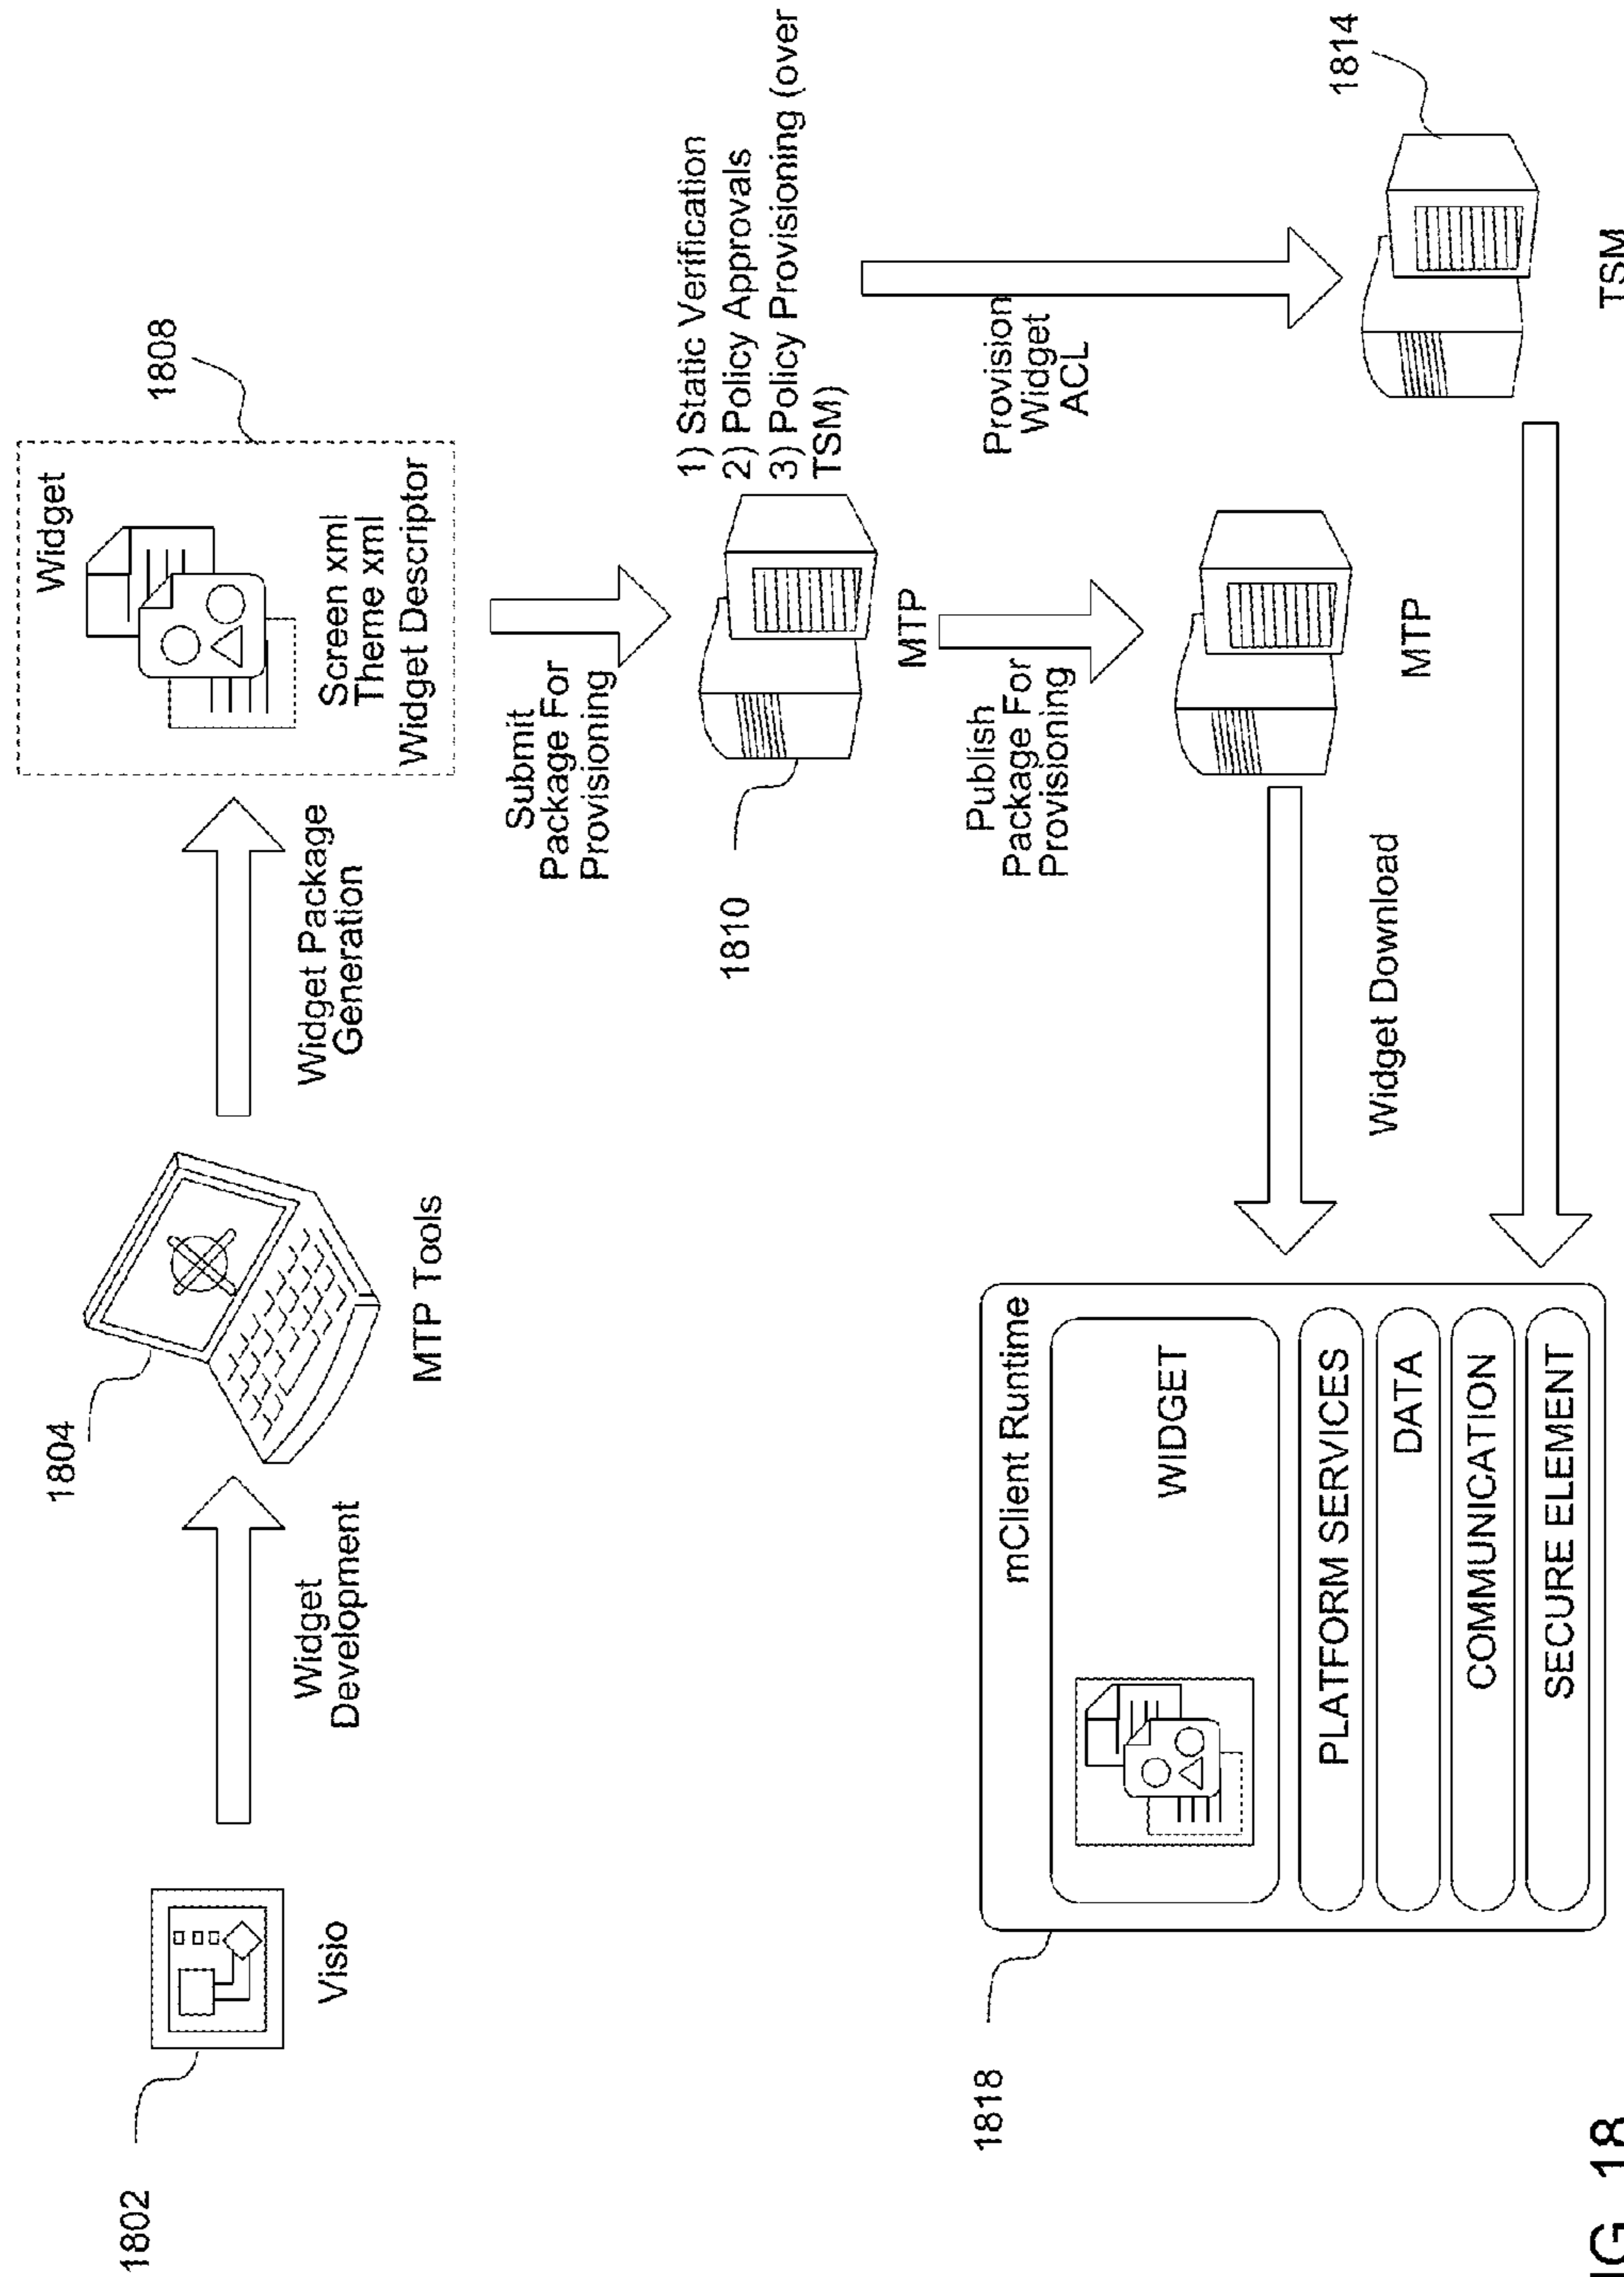 1802
Visio
Widget
Development
1804
MTP Tools
Widget Package
Generation
1808
Widget
Screen xml
Theme xml
Widget Descriptor
Submit
Package For
Provisioning
1810
MTP
1) Static Verification
2) Policy Approvals
3) Policy Provisioning (over
TSM)
Publish
Package For
Provisioning
MTP
Provision
Widget
ACL
1814
TSM
Widget Download
1818
mClient Runtime
WIDGET
PLATFORM SERVICES
DATA
COMMUNICATION
SECURE ELEMENT
IG. 18